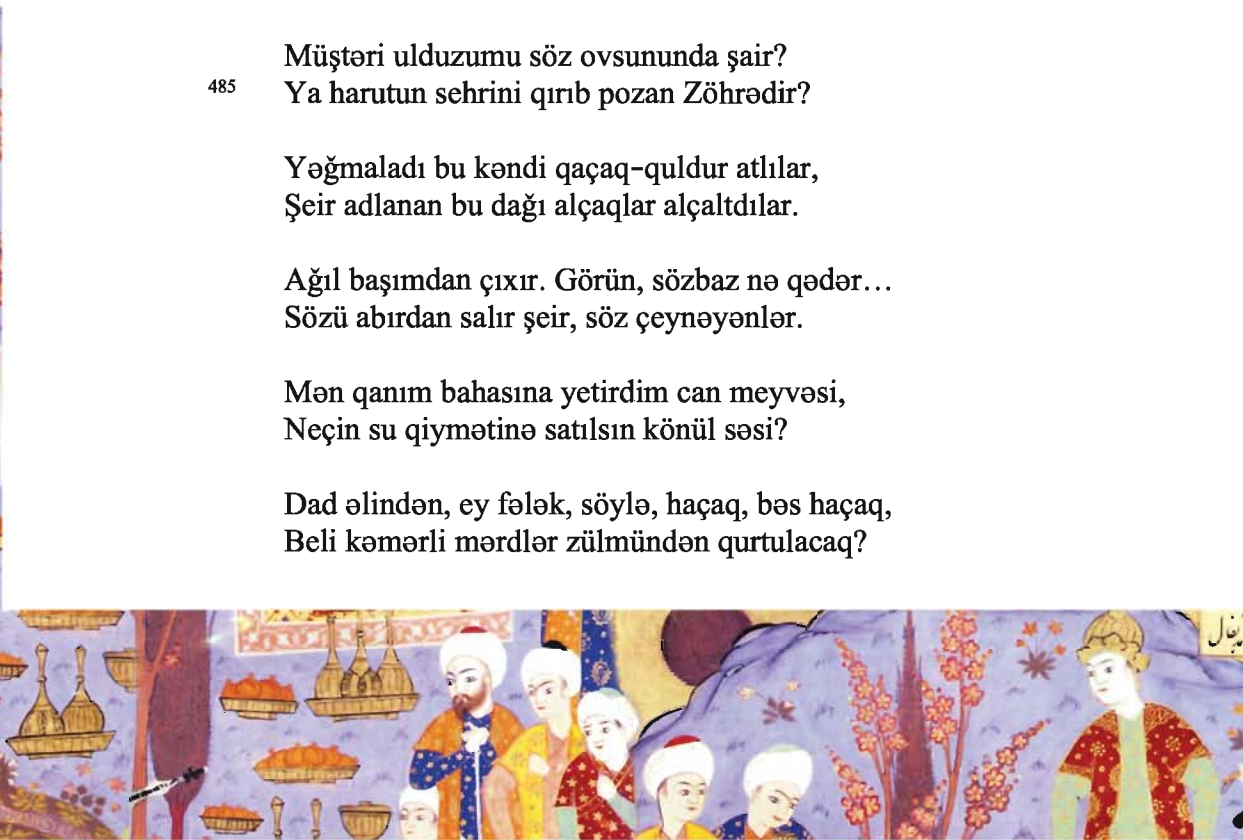 Müştəri ulduzumu söz ovsununda şair?
485 Ya harutun sehrini qırıb pozan Zöhrədir?
Yəğmaladı bu kəndi qaçaq-quldur atlılar,
Şeir adlanan bu dağı alçaqlar alçaltdılar.
Ağıl başımdan çıxır. Görün, sözbaz nə qədər...
Sözü abırdan salır şeir, söz çeynəyənlər.
Mən qanım bahasına yetirdim can meyvəsi,
Neçin su qiymətinə satılsın könül səsi?
Dad əlindən, ey fələk, söylə, haçaq, bəs haçaq,
Beli kəmərli mərdlər zülmündən qurtulacaq?